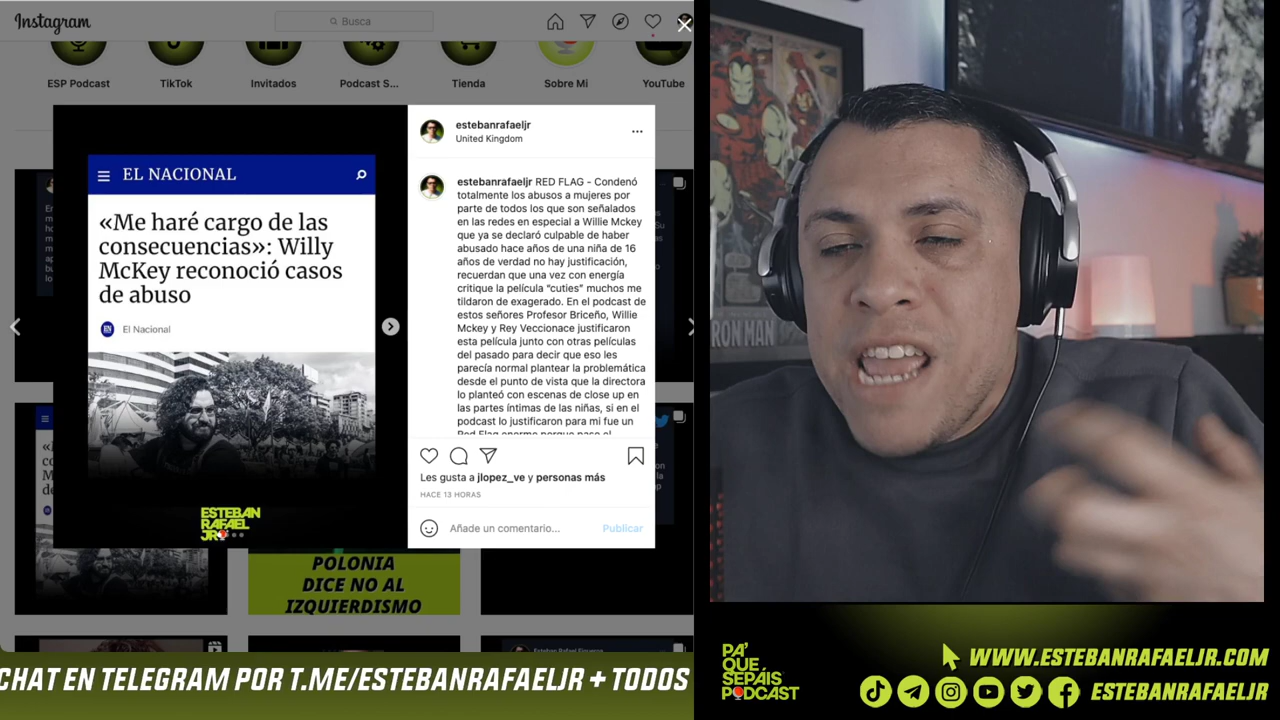 Instagram
Busca
ESP Podcast
TikTok
Invitados
Podcast S...
Tienda
Sobre Mi
YouTube
EL NACIONAL
«Me haré cargo de las
consecuencias»: Willy
McKey reconoció casos
de abuso
El Nacional
ESTEBAN
RAFAEL
JR
estebanrafaeljr
United Kingdom
estebanrafaeljr RED FLAG - Condenó
totalmente los abusos a mujeres por
parte de todos los que son señalados
en las redes en especial a Willie Mckey
que ya se declaró culpable de haber
abusado hace años de una niña de 16
años de verdad no hay justificación,
recuerdan que una vez con energía
critique la película “cuties” muchos me
tildaron de exagerado. En el podcast de
estos señores Profesor Briceño, Willie
Mckey y Rey Veccionace justificaron
esta película junto con otras películas
del pasado para decir que eso les
parecía normal plantear la problemática
desde el punto de vista que la directora
lo planteó con escenas de close up en
las partes íntimas de las niñas, si en el
podcast lo justificaron para mi fue un
Red Flag enorme porque paso el
Les gusta a jlopez_ve y personas más
HACE 13 HORAS
Añade un comentario...
Publicar
POLONIA
DICE NO AL
IZQUIERDISMO
IRON MAN
CHAT EN TELEGRAM POR T.ME/ESTEBANRAFAELJR + TODOS
PA'
QUE
SEPÁIS
PODCAST
WWW.ESTEBANRAFAELJR.COM
ESTEBANRAFAELJR